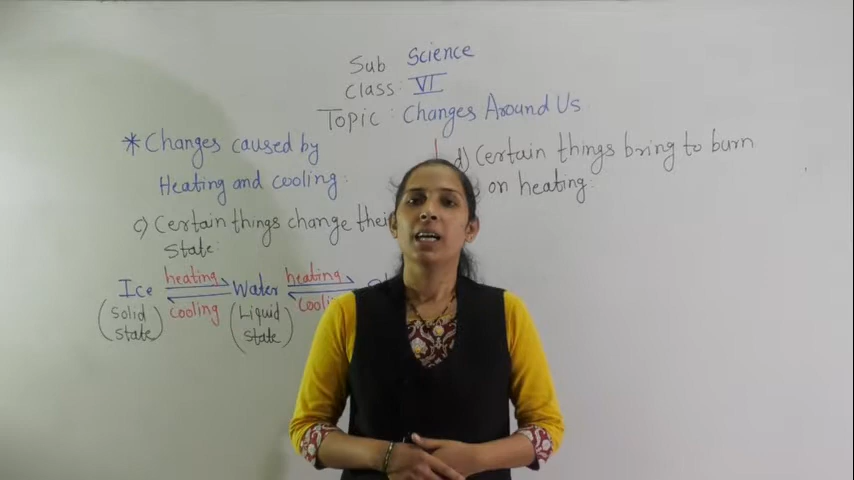 Sub Science
Class: VI
Topic: Changes Around Us
* Changes caused by
Heating and cooling:
c) Certain things change their
state:
Ice heating Water heating
(Solid state) cooling (Liquid state)
d) Certain things bring to burn
on heating: